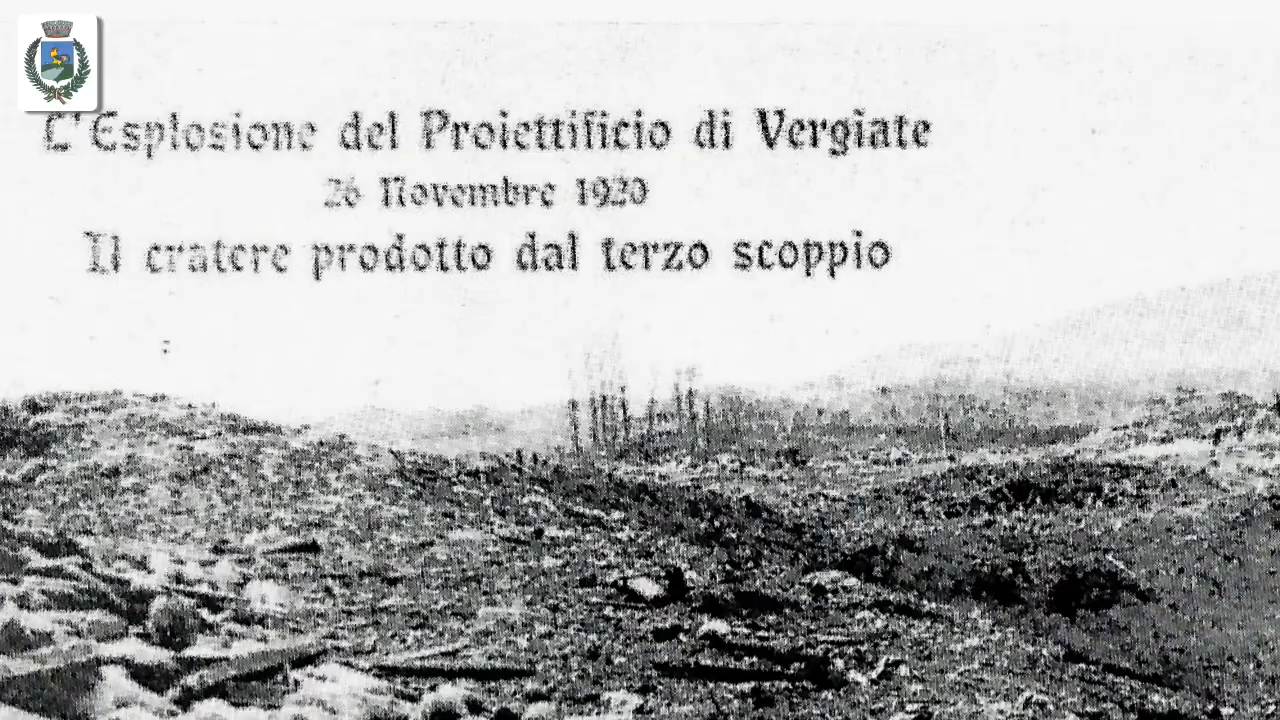 L'Esplosione del Proiettificio di Vergiate
26 Novembre 1920
Il cratere prodotto dal terzo scoppio